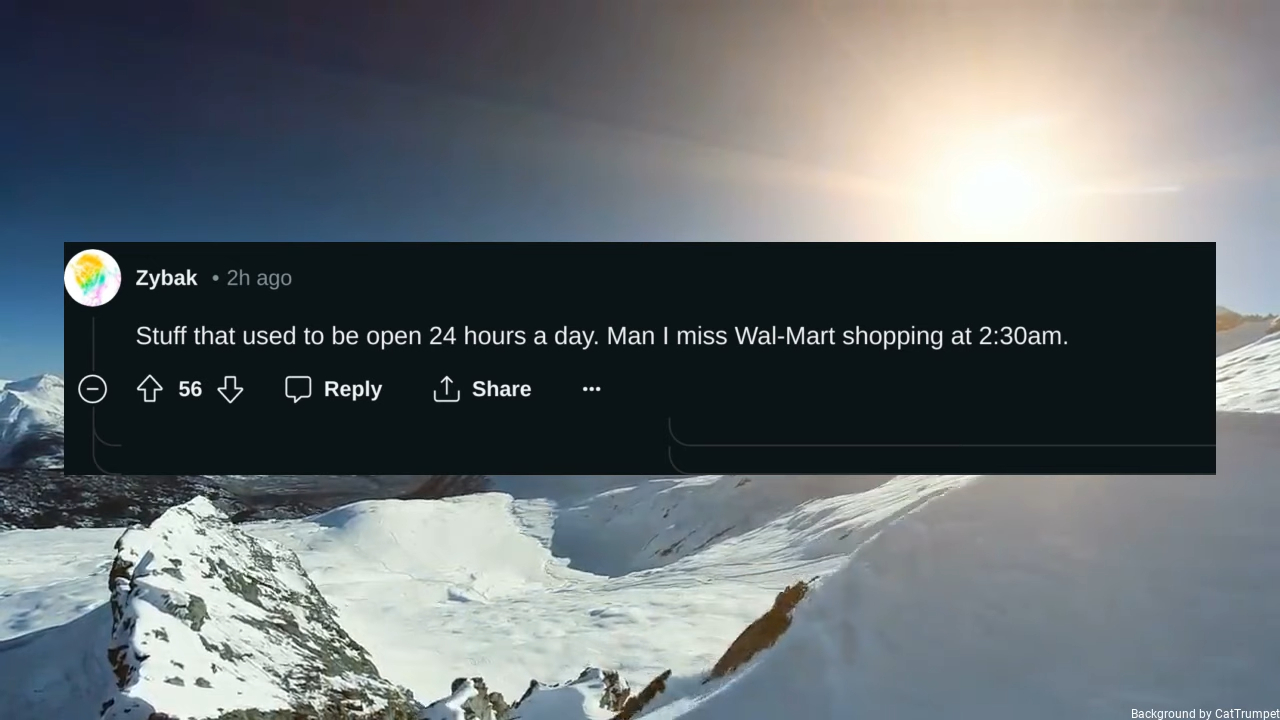 Zybak • 2h ago
Stuff that used to be open 24 hours a day. Man I miss Wal-Mart shopping at 2:30am.
56 Reply Share ...
Background by CatTrumpet